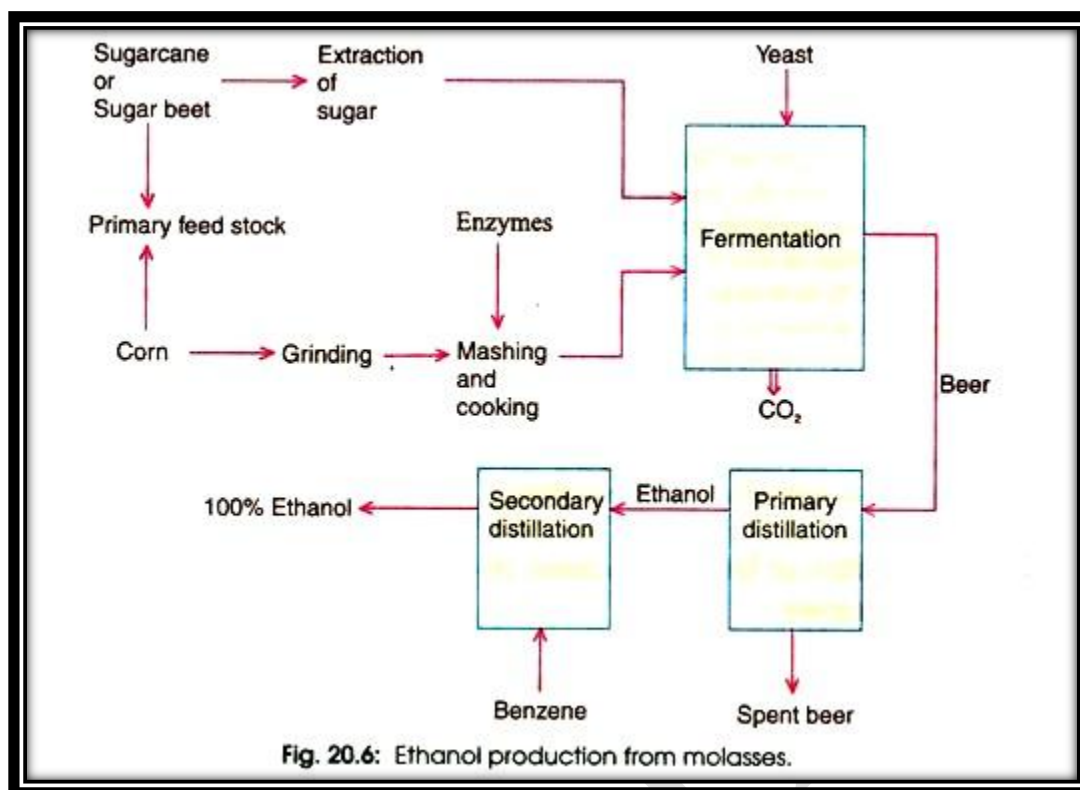 Sugarcane
or
Sugar beet
Extraction
of
sugar
Yeast
Primary feed stock
Enzymes
Fermentation
Corn
Grinding
Mashing
and
cooking
CO₂
Beer
100% Ethanol
Secondary
distillation
Ethanol
Primary
distillation
Benzene
Spent beer
Fig. 20.6: Ethanol production from molasses.